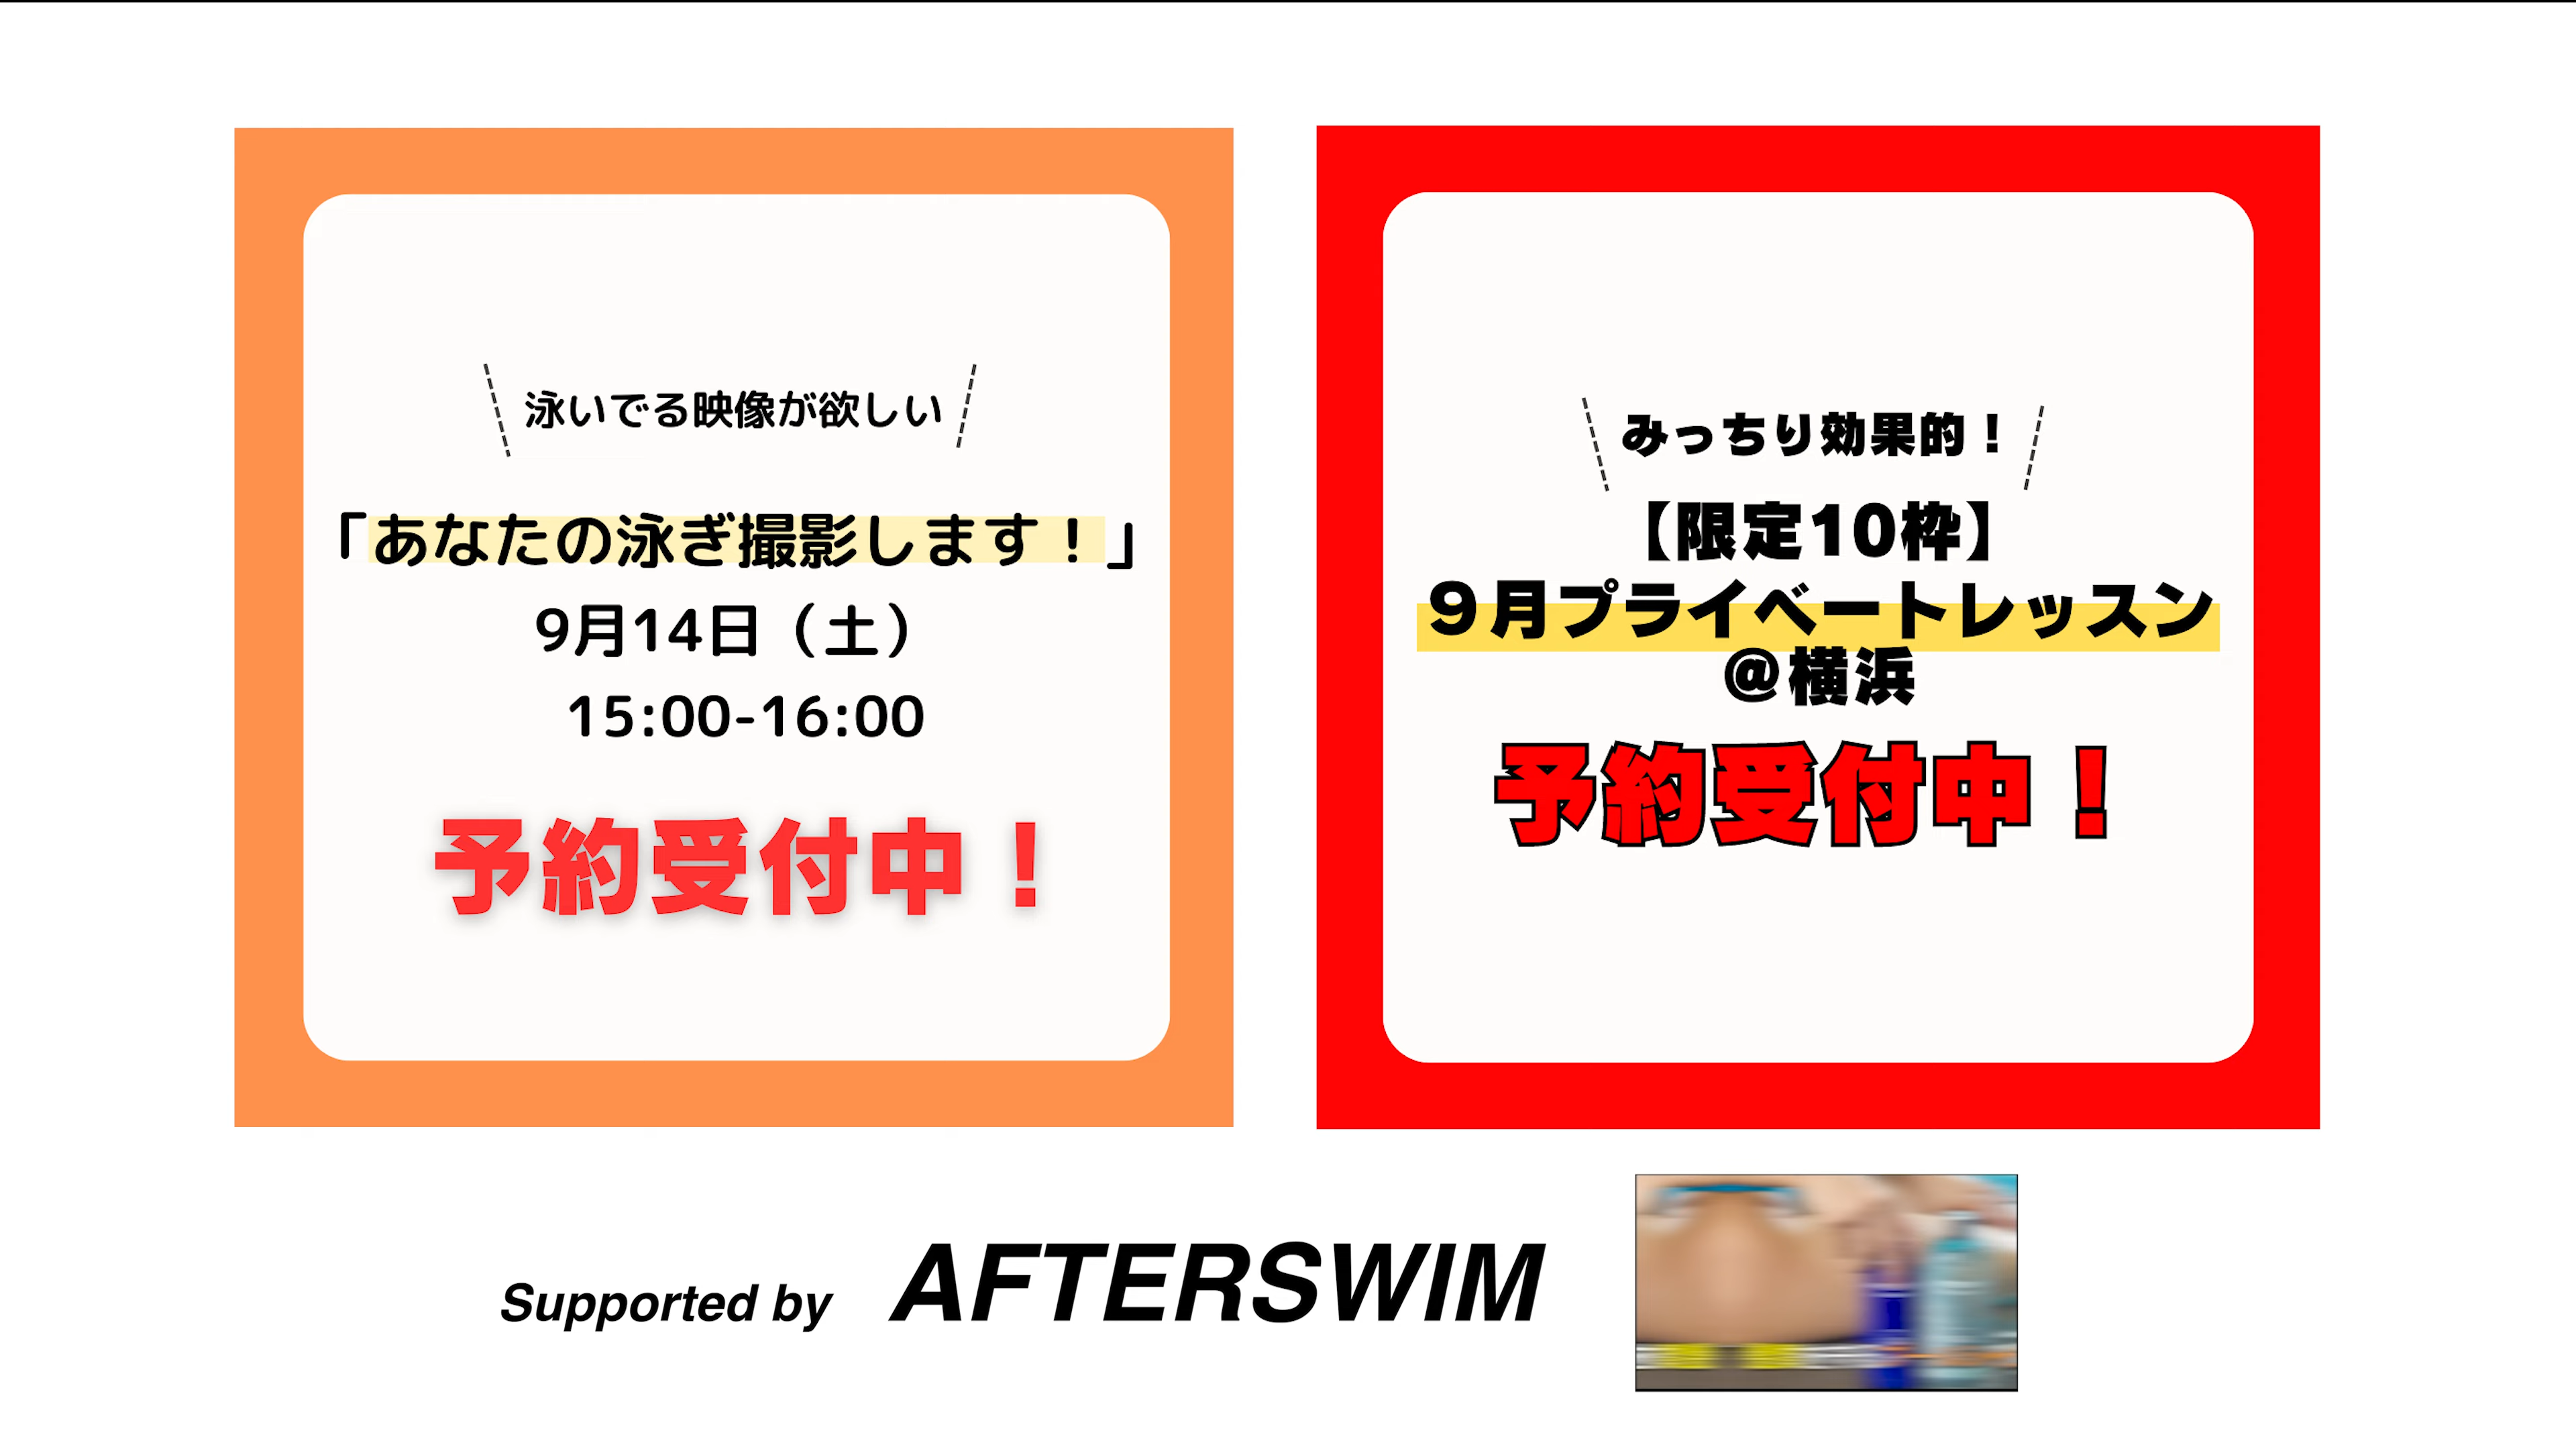 泳いでる映像が欲しい
「あなたの泳ぎ撮影します！」
9月14日（土）
15:00-16:00
予約受付中！
みっちり効果的！
【限定10枠】
９月プライベートレッスン
＠横浜
予約受付中！
Supported by AFTERSWIM